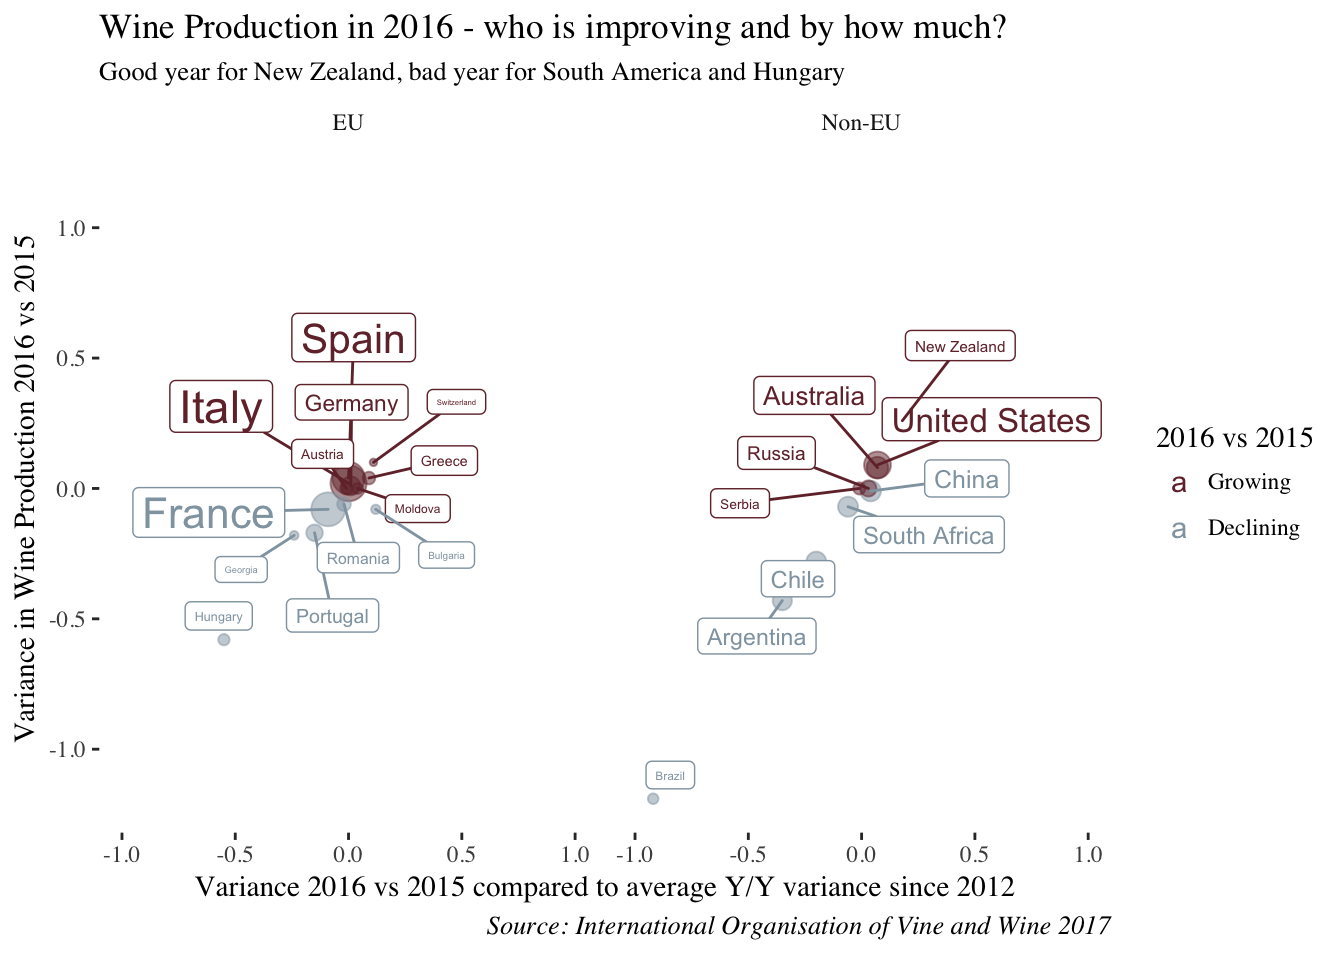 Wine Production in 2016 - who is improving and by how much?
Good year for New Zealand, bad year for South America and Hungary
EU
Non-EU
Variance in Wine Production 2016 vs 2015
1.0
0.5
0.0
-0.5
-1.0
Spain
Italy
Germany
Switzerland
Austria
Greece
France
Moldova
Georgia
Romania
Bulgaria
Hungary
Portugal
New Zealand
Australia
United States
Russia
China
Serbia
South Africa
Chile
Argentina
Brazil
2016 vs 2015
a Growing
a Declining
-1.0 -0.5 0.0 0.5 1.0 -1.0 -0.5 0.0 0.5 1.0
Variance 2016 vs 2015 compared to average Y/Y variance since 2012
Source: International Organisation of Vine and Wine 2017